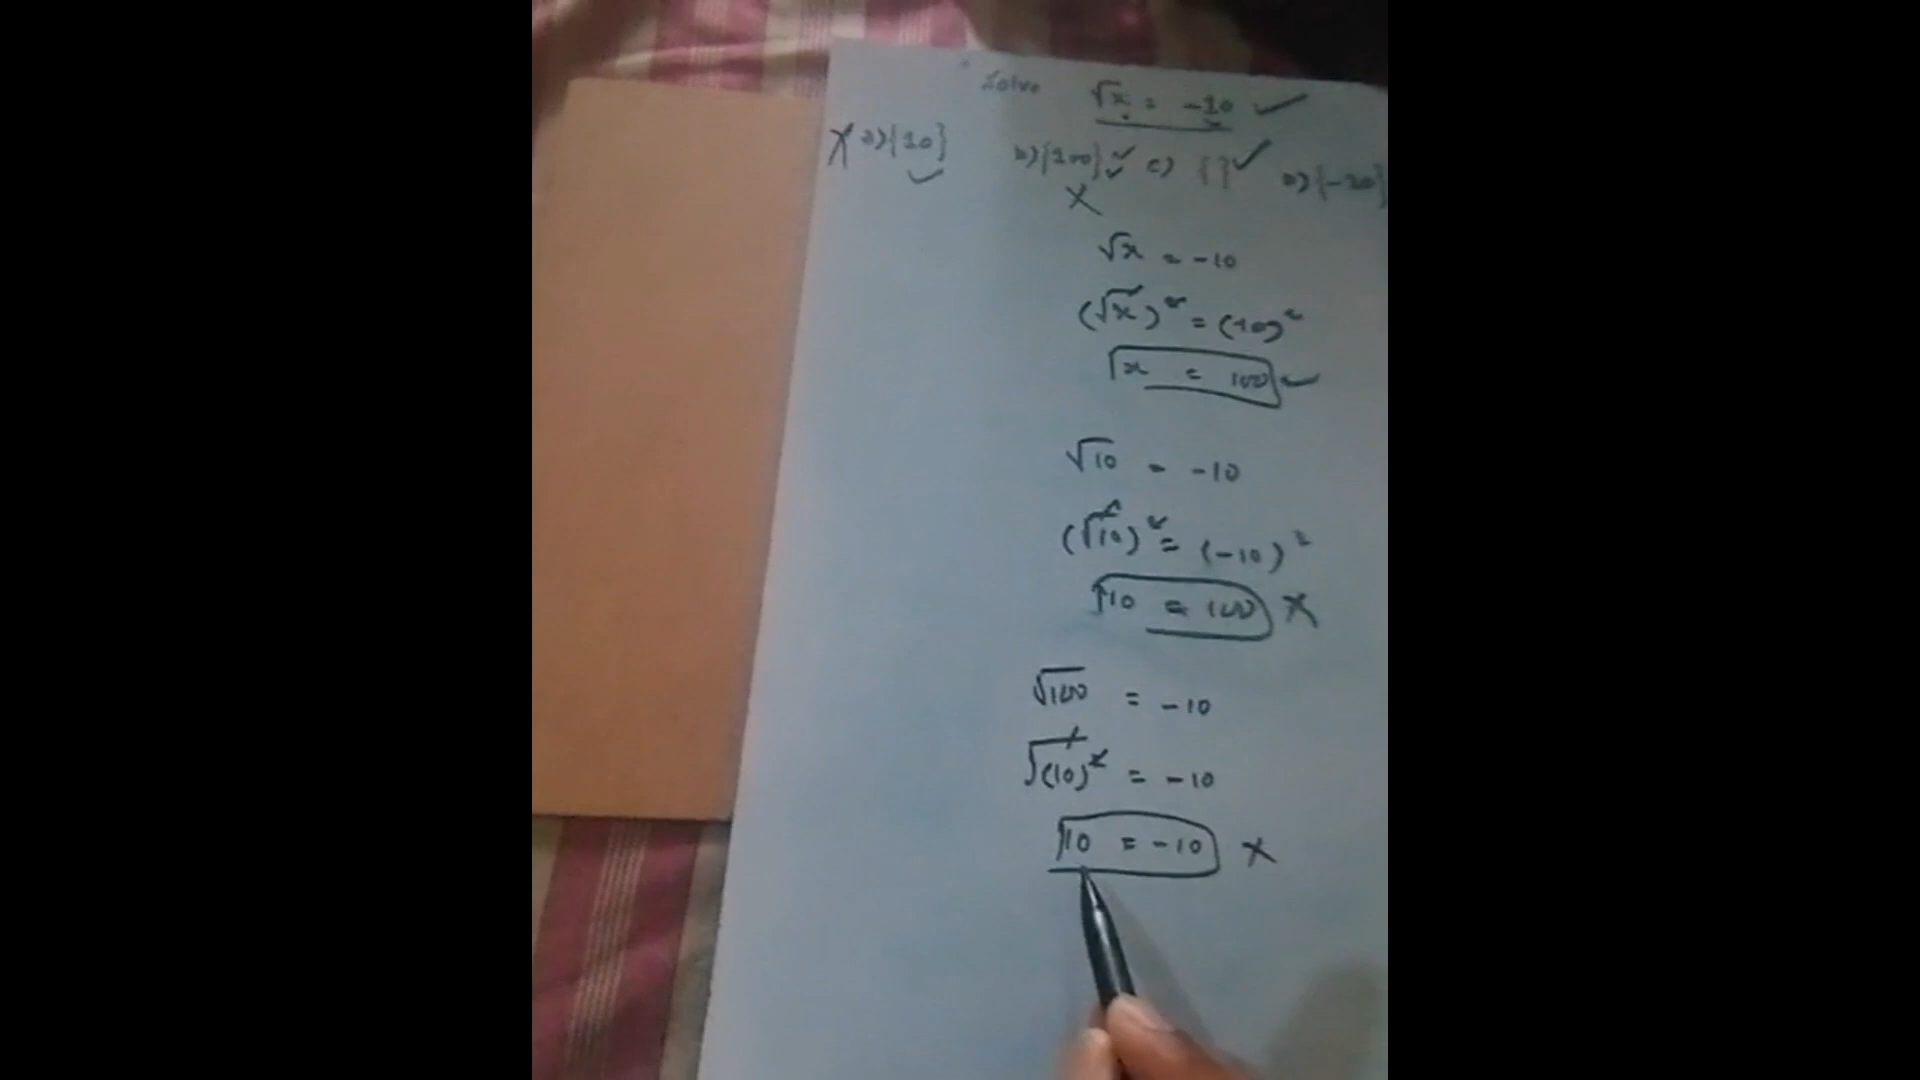 Solve √x = -10 ✓
X a) {10} ✓ b) {100} ✓ ✓ X c) { } ✓ D) {-10}
√x = -10
(√x)² = (-10)²
x = 100 ✓
√10 = -10
(√10)² = (-10)²
10 = 100 X
√100 = -10
√(10)² = -10
10 = -10 X